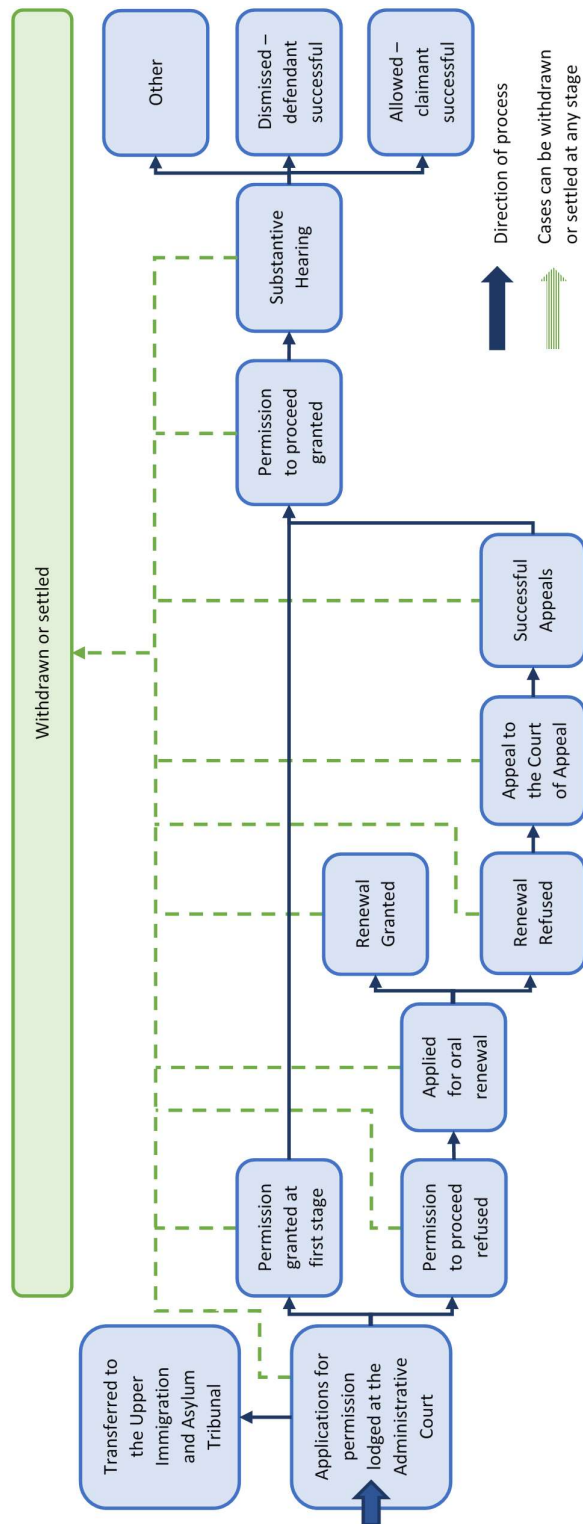 Withdrawn or settled
Transferred to
the Upper
Immigration
and Asylum
Tribunal
Applications for
permission
lodged at the
Administrative
Court
Permission
granted at
first stage
Permission
to proceed
refused
Applied
for oral
renewal
Renewal
Granted
Renewal
Refused
Appeal to
the Court
of Appeal
Successful
Appeals
Permission
to proceed
granted
Substantive
Hearing
Other
Dismissed –
defendant
successful
Allowed –
claimant
successful
Direction of process
Cases can be withdrawn
or settled at any stage